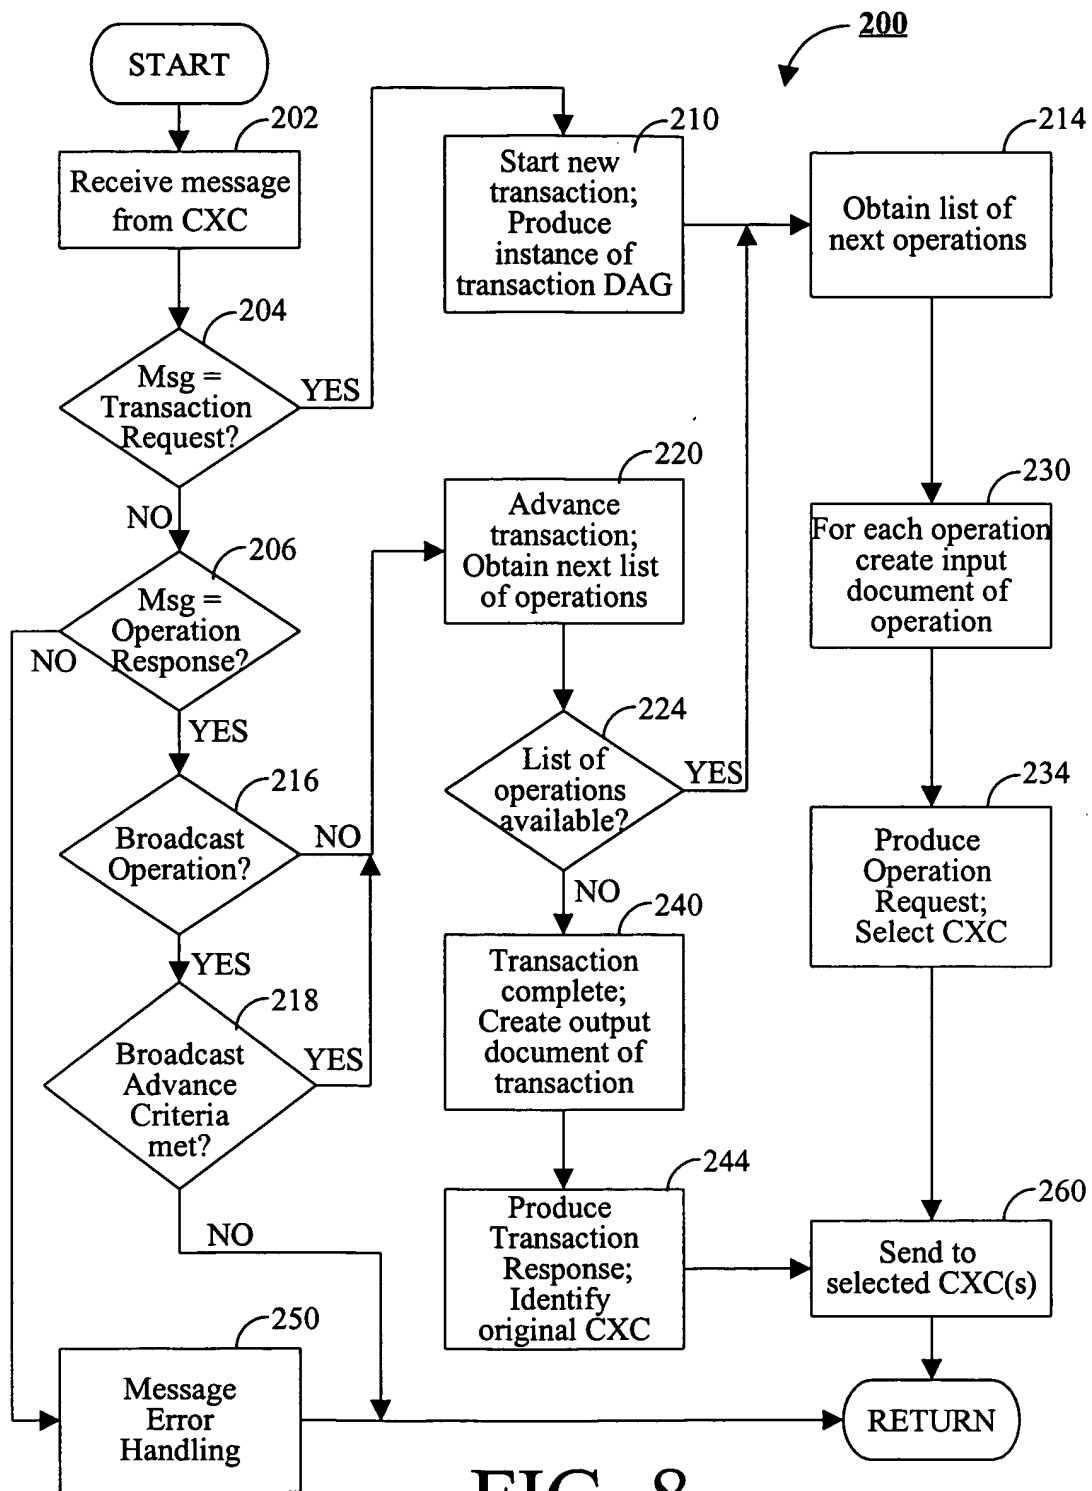 200
START
202
Receive message
from CXC
204
Msg =
Transaction
Request?
YES
NO
206
Msg =
Operation
Response?
NO
YES
216
Broadcast
Operation?
NO
YES
218
Broadcast
Advance
Criteria
met?
YES
NO
250
Message
Error
Handling
210
Start new
transaction;
Produce
instance of
transaction DAG
220
Advance
transaction;
Obtain next list
of operations
224
List of
operations
available?
YES
NO
240
Transaction
complete;
Create output
document of
transaction
244
Produce
Transaction
Response;
Identify
original CXC
214
Obtain list of
next operations
230
For each operation
create input
document of
operation
234
Produce
Operation
Request;
Select CXC
260
Send to
selected CXC(s)
RETURN
FIG. 8